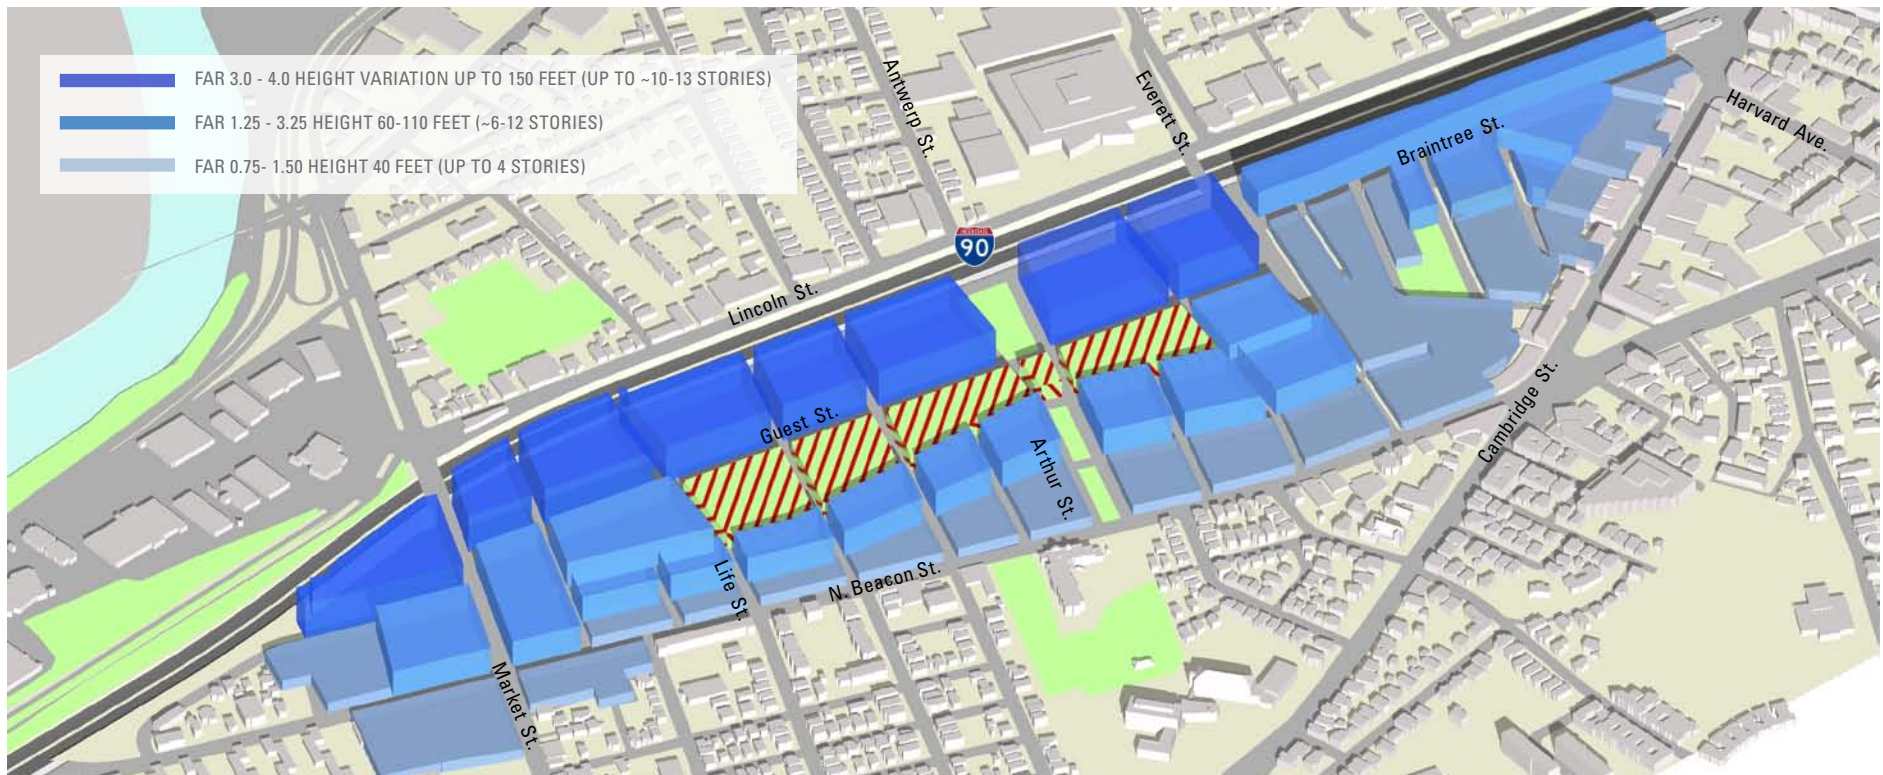 FAR 3.0 - 4.0 HEIGHT VARIATION UP TO 150 FEET (UP TO ~10-13 STORIES)
FAR 1.25 - 3.25 HEIGHT 60-110 FEET (~6-12 STORIES)
FAR 0.75- 1.50 HEIGHT 40 FEET (UP TO 4 STORIES)
Antwerp St.
Everett St.
Harvard Ave.
Braintree St.
INTERSTATE
90
Lincoln St.
Guest St.
Arthur St.
Cambridge St.
Life St.
N. Beacon St.
Market St.